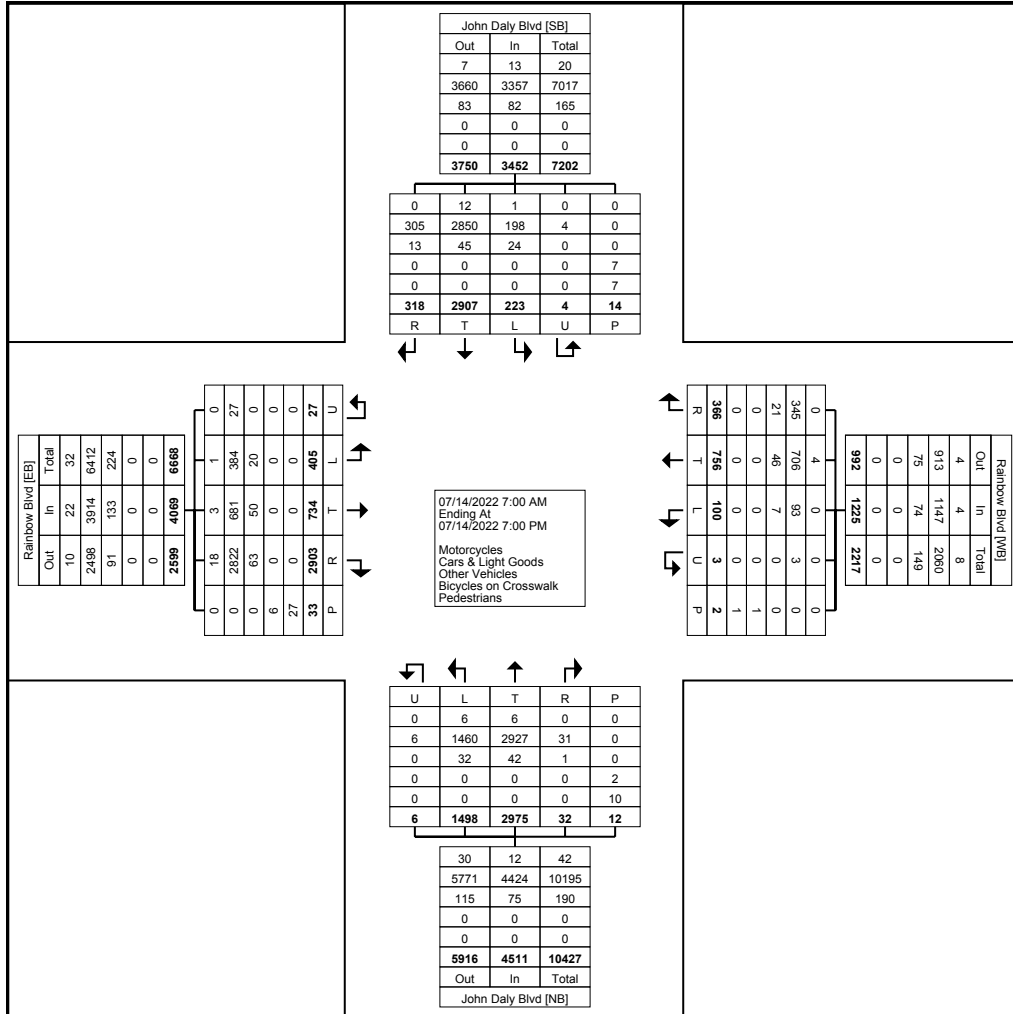 John Daly Blvd [SB]
Out In Total
7 13 20
3660 3357 7017
83 82 165
0 0 0
0 0 0
3750 3452 7202
0 12 1 0 0
305 2850 198 4 0
13 45 24 0 0
0 0 0 0 7
0 0 0 0 7
318 2907 223 4 14
R T L U P
Rainbow Blvd [EB]
Total 32 6412 224 0 0 6668
In 22 3914 133 0 0 4069
Out 10 2498 91 0 0 2599
0 27 0 0 0 27 U
1 384 20 0 0 405 L
3 681 50 0 0 734 T
18 2822 63 0 0 2903 R
0 0 0 6 27 33 P
07/14/2022 7:00 AM
Ending At
07/14/2022 7:00 PM
Motorcycles
Cars & Light Goods
Other Vehicles
Bicycles on Crosswalk
Pedestrians
R 366 0 0 21 345 0
T 756 0 0 46 706 4
L 100 0 0 7 93 0
U 3 0 0 0 3 0
P 2 1 1 0 0 0
Rainbow Blvd [WB]
992 0 0 75 913 4 Out
1225 0 0 74 1147 4 In
2217 0 0 149 2060 8 Total
U L T R P
0 6 6 0 0
6 1460 2927 31 0
0 32 42 1 0
0 0 0 0 2
0 0 0 0 10
6 1498 2975 32 12
30 12 42
5771 4424 10195
115 75 190
0 0 0
0 0 0
5916 4511 10427
Out In Total
John Daly Blvd [NB]